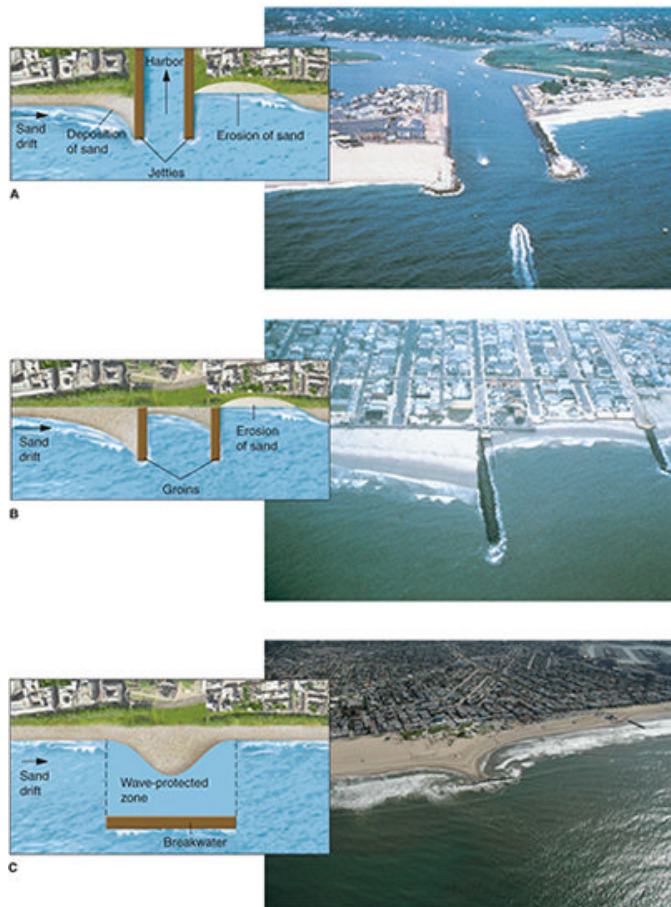 Harbor
Sand
drift
Deposition
of sand
Erosion of sand
Jetties
A
Sand
drift
Erosion
of sand
Groins
B
Sand
drift
Wave-protected
zone
Breakwater
C